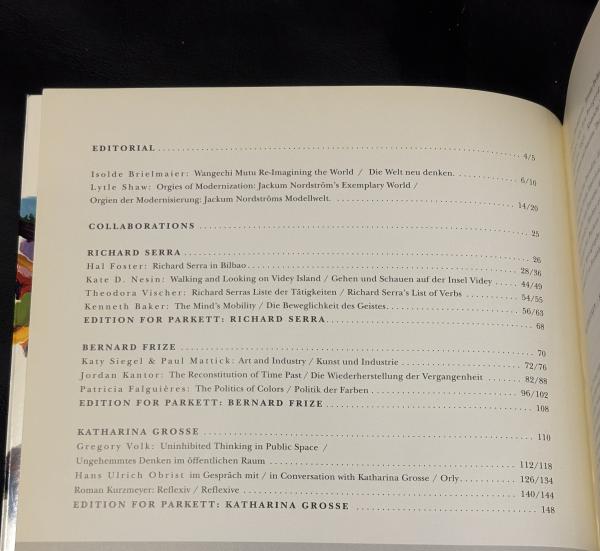 EDITORIAL 4/5
Isolde Brielmaier: Wangechi Mutu Re-Imagining the World / Die Welt neu denken. 6/10
Lytle Shaw: Orgies of Modernization: Jackum Nordström's Exemplary World /
Orgien der Modernisierung: Jackum Nordströms Modellwelt. 14/20
COLLABORATIONS 25
RICHARD SERRA 26
Hal Foster: Richard Serra in Bilbao 28/36
Kate D. Nesin: Walking and Looking on Videy Island / Gehen und Schauen auf der Insel Videy 44/49
Theodora Vischer: Richard Serras Liste der Tätigkeiten / Richard Serra's List of Verbs 54/55
Kenneth Baker: The Mind's Mobility / Die Beweglichkeit des Geistes 56/63
EDITION FOR PARKETT: RICHARD SERRA 68
BERNARD FRIZE 70
Katy Siegel & Paul Mattick: Art and Industry / Kunst und Industrie 72/76
Jordan Kantor: The Reconstitution of Time Past / Die Wiederherstellung der Vergangenheit 82/88
Patricia Falguières: The Politics of Colors / Politik der Farben 96/102
EDITION FOR PARKETT: BERNARD FRIZE 108
KATHARINA GROSSE 110
Gregory Volk: Uninhibited Thinking in Public Space /
Ungehemmtes Denken im öffentlichen Raum 112/118
Hans Ulrich Obrist im Gespräch mit / in Conversation with Katharina Grosse / Orly 126/134
Roman Kurzmeyer: Reflexiv / Reflexive 140/144
EDITION FOR PARKETT: KATHARINA GROSSE 148